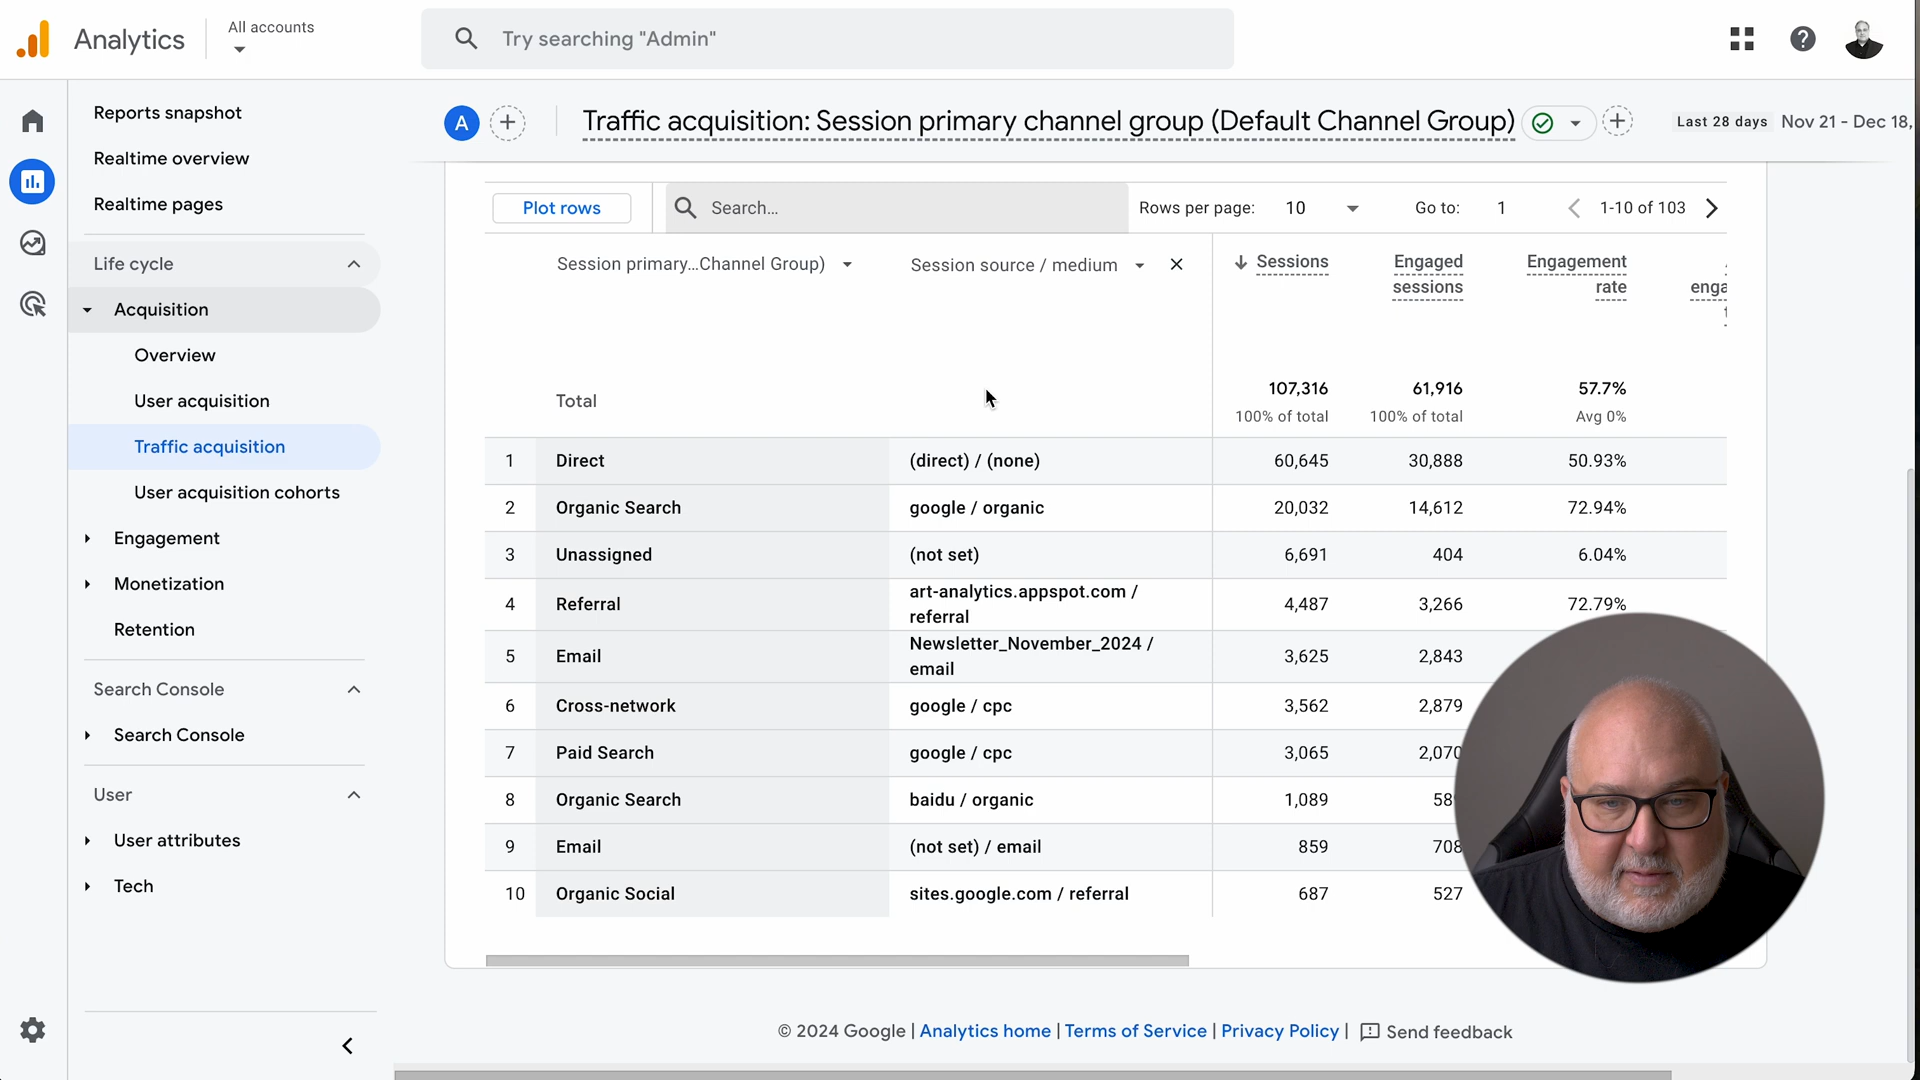 Analytics
All accounts
Try searching "Admin"
Reports snapshot
Realtime overview
Realtime pages
Life cycle
Acquisition
Overview
User acquisition
Traffic acquisition
User acquisition cohorts
Engagement
Monetization
Retention
Search Console
Search Console
User
User attributes
Tech
A
Traffic acquisition: Session primary channel group (Default Channel Group)
Last 28 days Nov 21 - Dec 18,
Plot rows
Search...
Rows per page: 10
Go to: 1
1-10 of 103
Session primary...Channel Group)
Session source / medium
Sessions
Engaged
sessions
Engagement
rate
Total
107,316 61,916 57.7%
100% of total 100% of total Avg 0%
1 Direct (direct) / (none) 60,645 30,888 50.93%
2 Organic Search google / organic 20,032 14,612 72.94%
3 Unassigned (not set) 6,691 404 6.04%
4 Referral art-analytics.appspot.com /
referral 4,487 3,266 72.79%
5 Email Newsletter_November_2024 /
email 3,625 2,843
6 Cross-network google / cpc 3,562 2,879
7 Paid Search google / cpc 3,065 2,070
8 Organic Search baidu / organic 1,089
9 Email (not set) / email 859 708
10 Organic Social sites.google.com / referral 687 527
© 2024 Google | Analytics home | Terms of Service | Privacy Policy | Send feedback